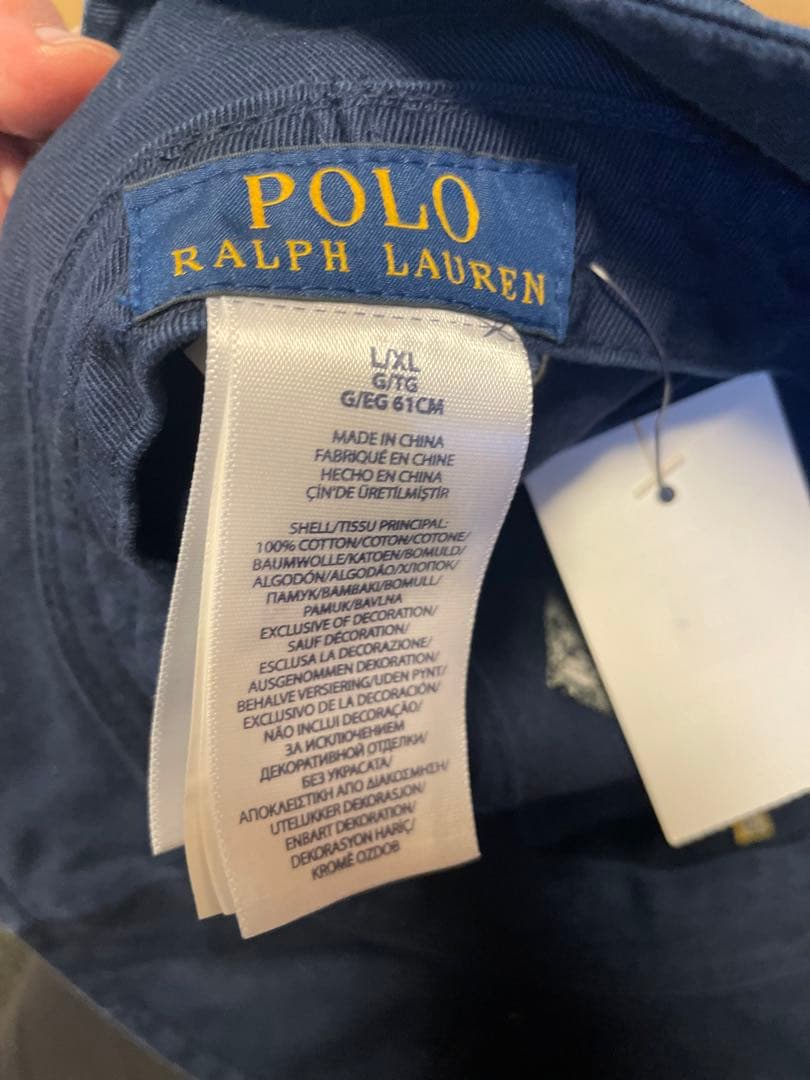 POLO
RALPH LAUREN
L/XL
G/TG
G/EG 61CM
MADE IN CHINA
FABRIQUÉ EN CHINE
HECHO EN CHINA
ÇİN'DE ÜRETİLMİŞTİR
SHELL/TISSU PRINCIPAL:
100% COTTON/COTON/COTONE/
BAUMWOLLE/KATOEN/BOMULD/
ALGODÓN/ALGODÃO/ХЛОПОК/
ПАМУК/ΒΑΜΒΑΚΙ/BOMULL/
PAMUK/BAVLNA
EXCLUSIVE OF DECORATION/
SAUF DÉCORATION/
ESCLUSA LA DECORAZIONE/
AUSGENOMMEN DEKORATION/
BEHALVE VERSIERING/UDEN PYNT/
EXCLUSIVO DE LA DECORACIÓN/
NÃO INCLUI DECORAÇÃO/
ЗА ИСКЛЮЧЕНИЕМ
ДЕКОРАТИВНОЙ ОТДЕЛКИ/
БЕЗ УКРАСАТА/
ΑΠΟΚΛΕΙΣΤΙΚΗ ΑΠΟ ΔΙΑΚΟΣΜΗΣΗ/
UTELUKKER DEKORASJON/
ENBART DEKORATION/
DEKORASYON HARİÇ/
KROMĚ OZDOB